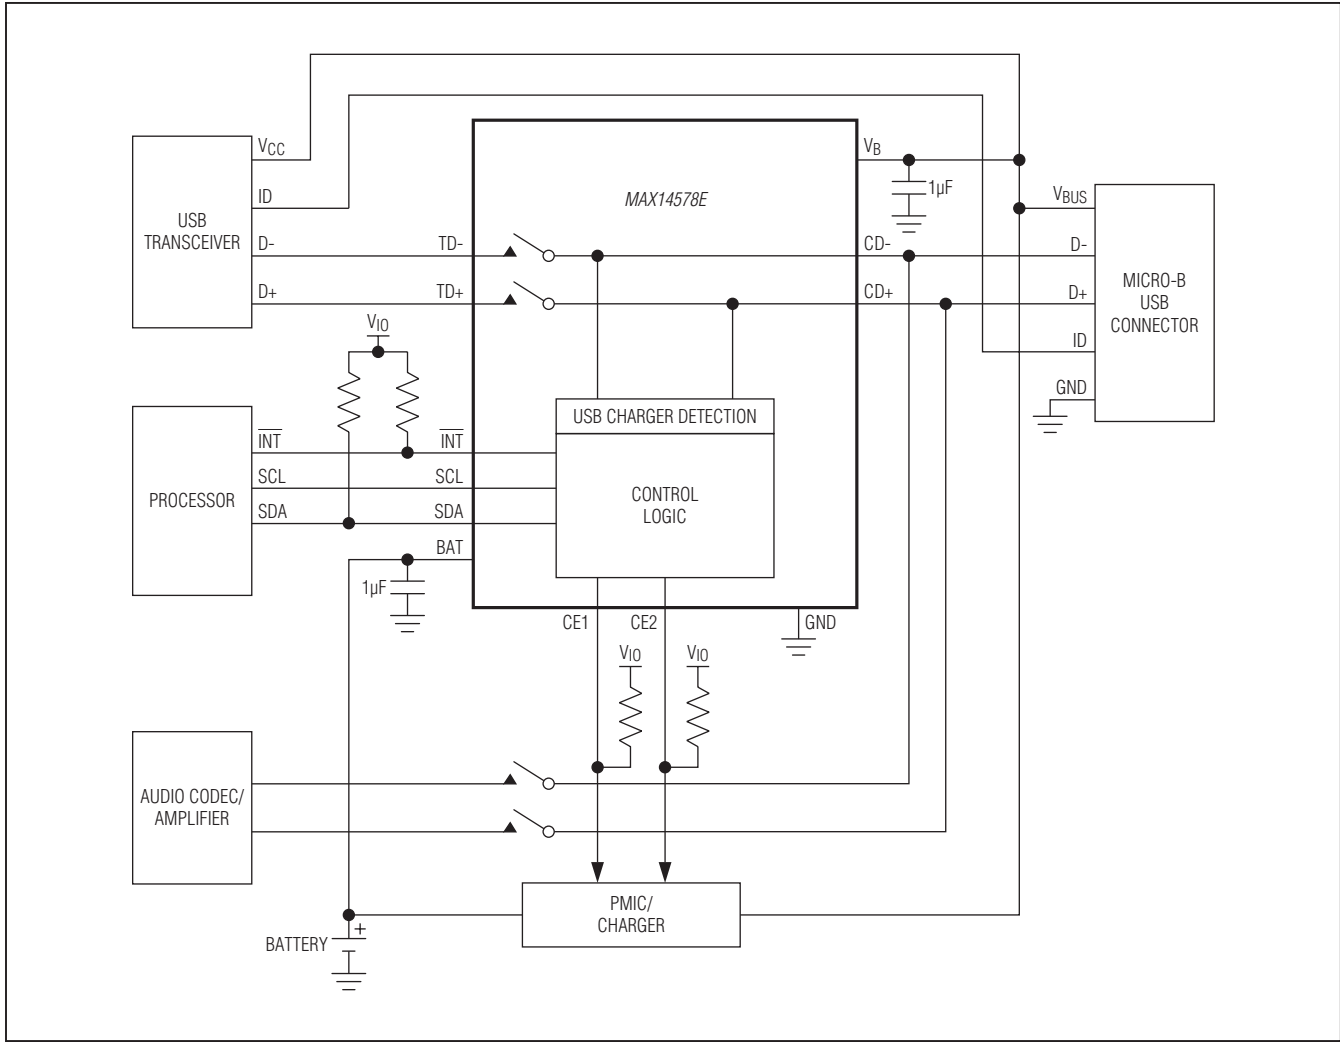 VCC
ID
D-
D+
USB
TRANSCEIVER
TD-
TD+
MAX14578E
VB
1µF
CD-
CD+
VBUS
D-
D+
ID
GND
MICRO-B
USB
CONNECTOR
VIO
USB CHARGER DETECTION
CONTROL
LOGIC
PROCESSOR
INT
SCL
SDA
INT
SCL
SDA
BAT
1µF
CE1
CE2
GND
VIO
VIO
AUDIO CODEC/
AMPLIFIER
PMIC/
CHARGER
BATTERY
+